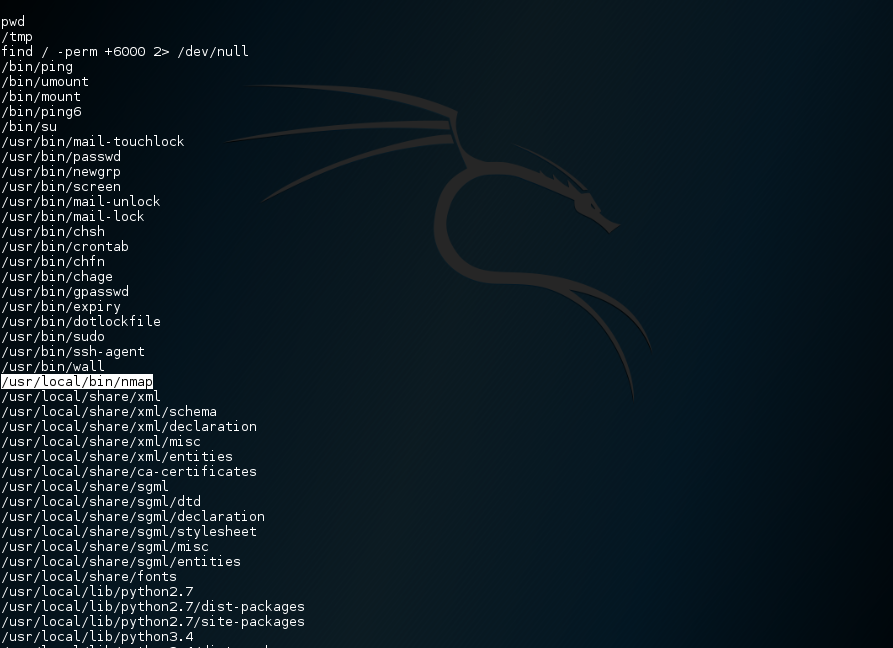 pwd
/tmp
find / -perm +6000 2> /dev/null
/bin/ping
/bin/umount
/bin/mount
/bin/ping6
/bin/su
/usr/bin/mail-touchlock
/usr/bin/passwd
/usr/bin/newgrp
/usr/bin/screen
/usr/bin/mail-unlock
/usr/bin/mail-lock
/usr/bin/chsh
/usr/bin/crontab
/usr/bin/chfn
/usr/bin/chage
/usr/bin/gpasswd
/usr/bin/expiry
/usr/bin/dotlockfile
/usr/bin/sudo
/usr/bin/ssh-agent
/usr/bin/wall
/usr/local/bin/nmap
/usr/local/share/xml
/usr/local/share/xml/schema
/usr/local/share/xml/declaration
/usr/local/share/xml/misc
/usr/local/share/xml/entities
/usr/local/share/ca-certificates
/usr/local/share/sgml
/usr/local/share/sgml/dtd
/usr/local/share/sgml/declaration
/usr/local/share/sgml/stylesheet
/usr/local/share/sgml/misc
/usr/local/share/sgml/entities
/usr/local/share/fonts
/usr/local/lib/python2.7
/usr/local/lib/python2.7/dist-packages
/usr/local/lib/python2.7/site-packages
/usr/local/lib/python3.4